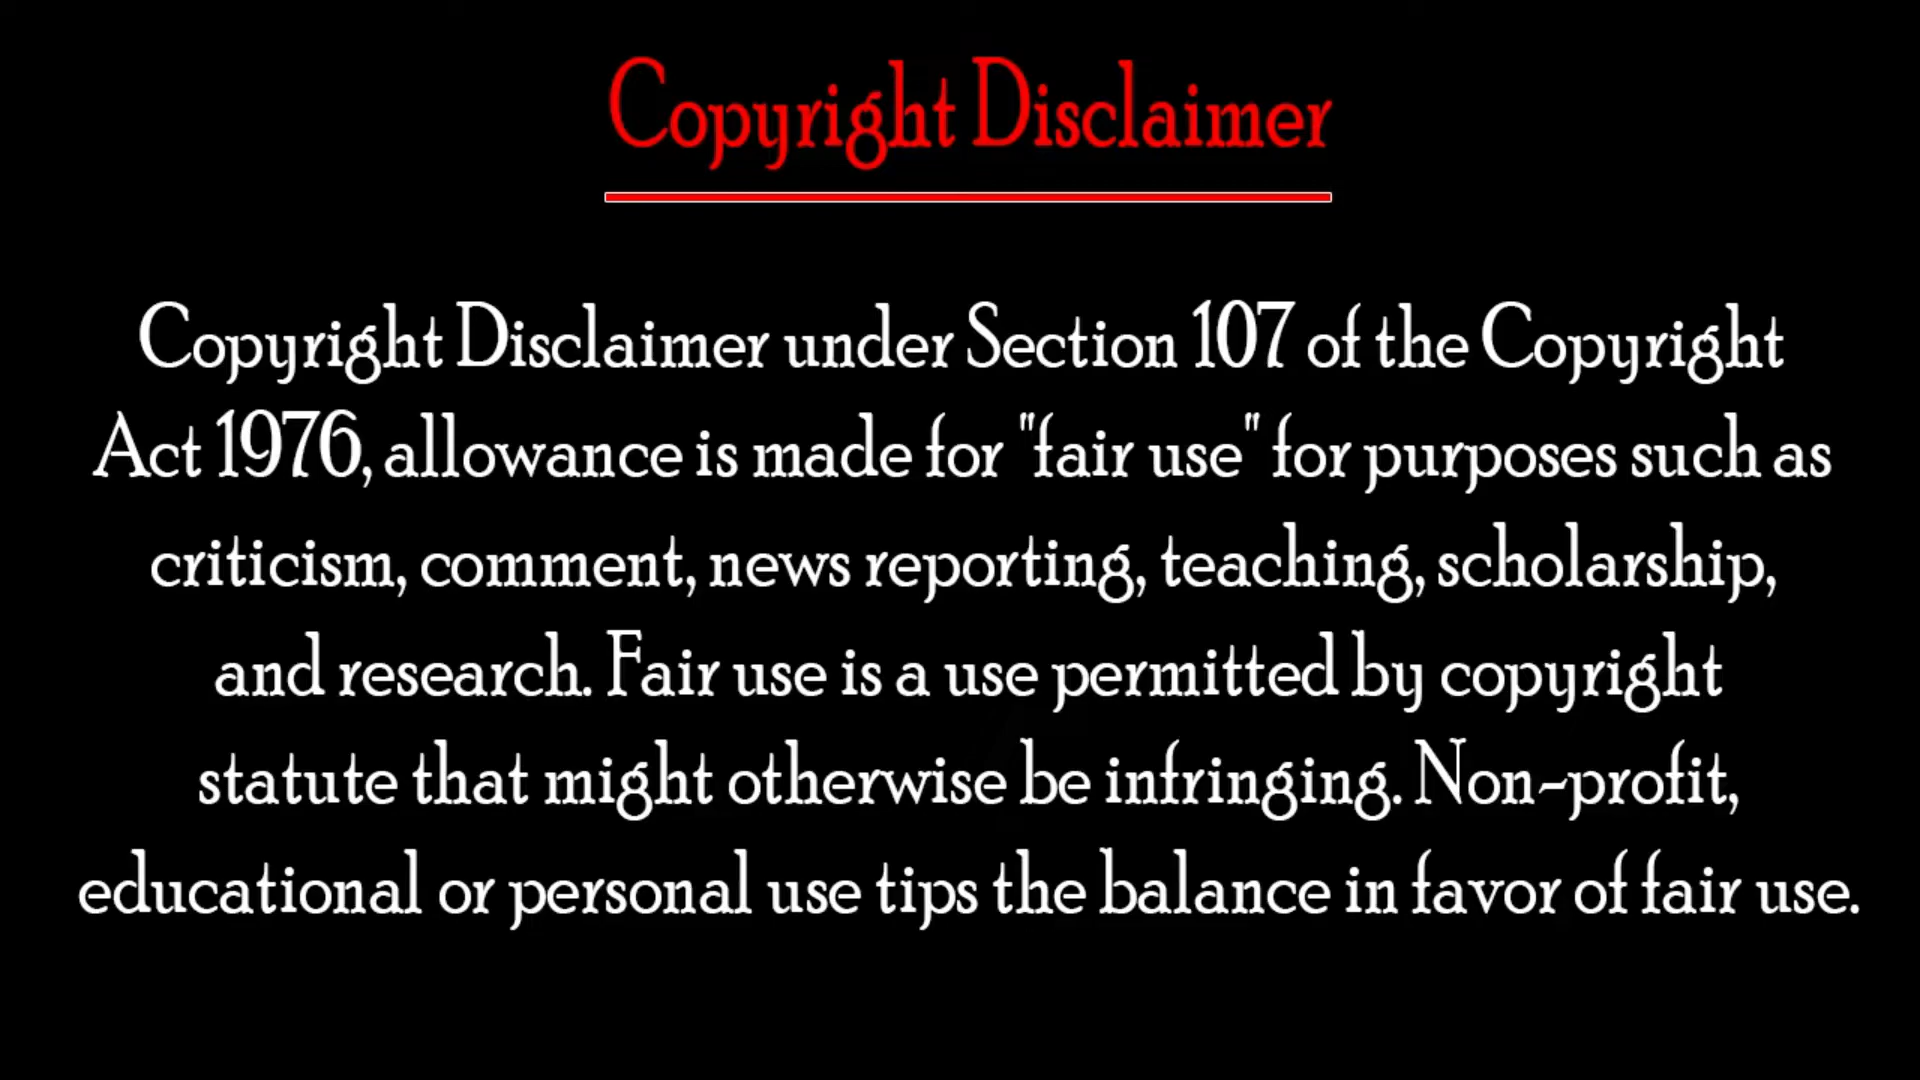 Copyright Disclaimer
Copyright Disclaimer under Section 107 of the Copyright
Act 1976, allowance is made for "fair use" for purposes such as
criticism, comment, news reporting, teaching, scholarship,
and research. Fair use is a use permitted by copyright
statute that might otherwise be infringing. Non-profit,
educational or personal use tips the balance in favor of fair use.